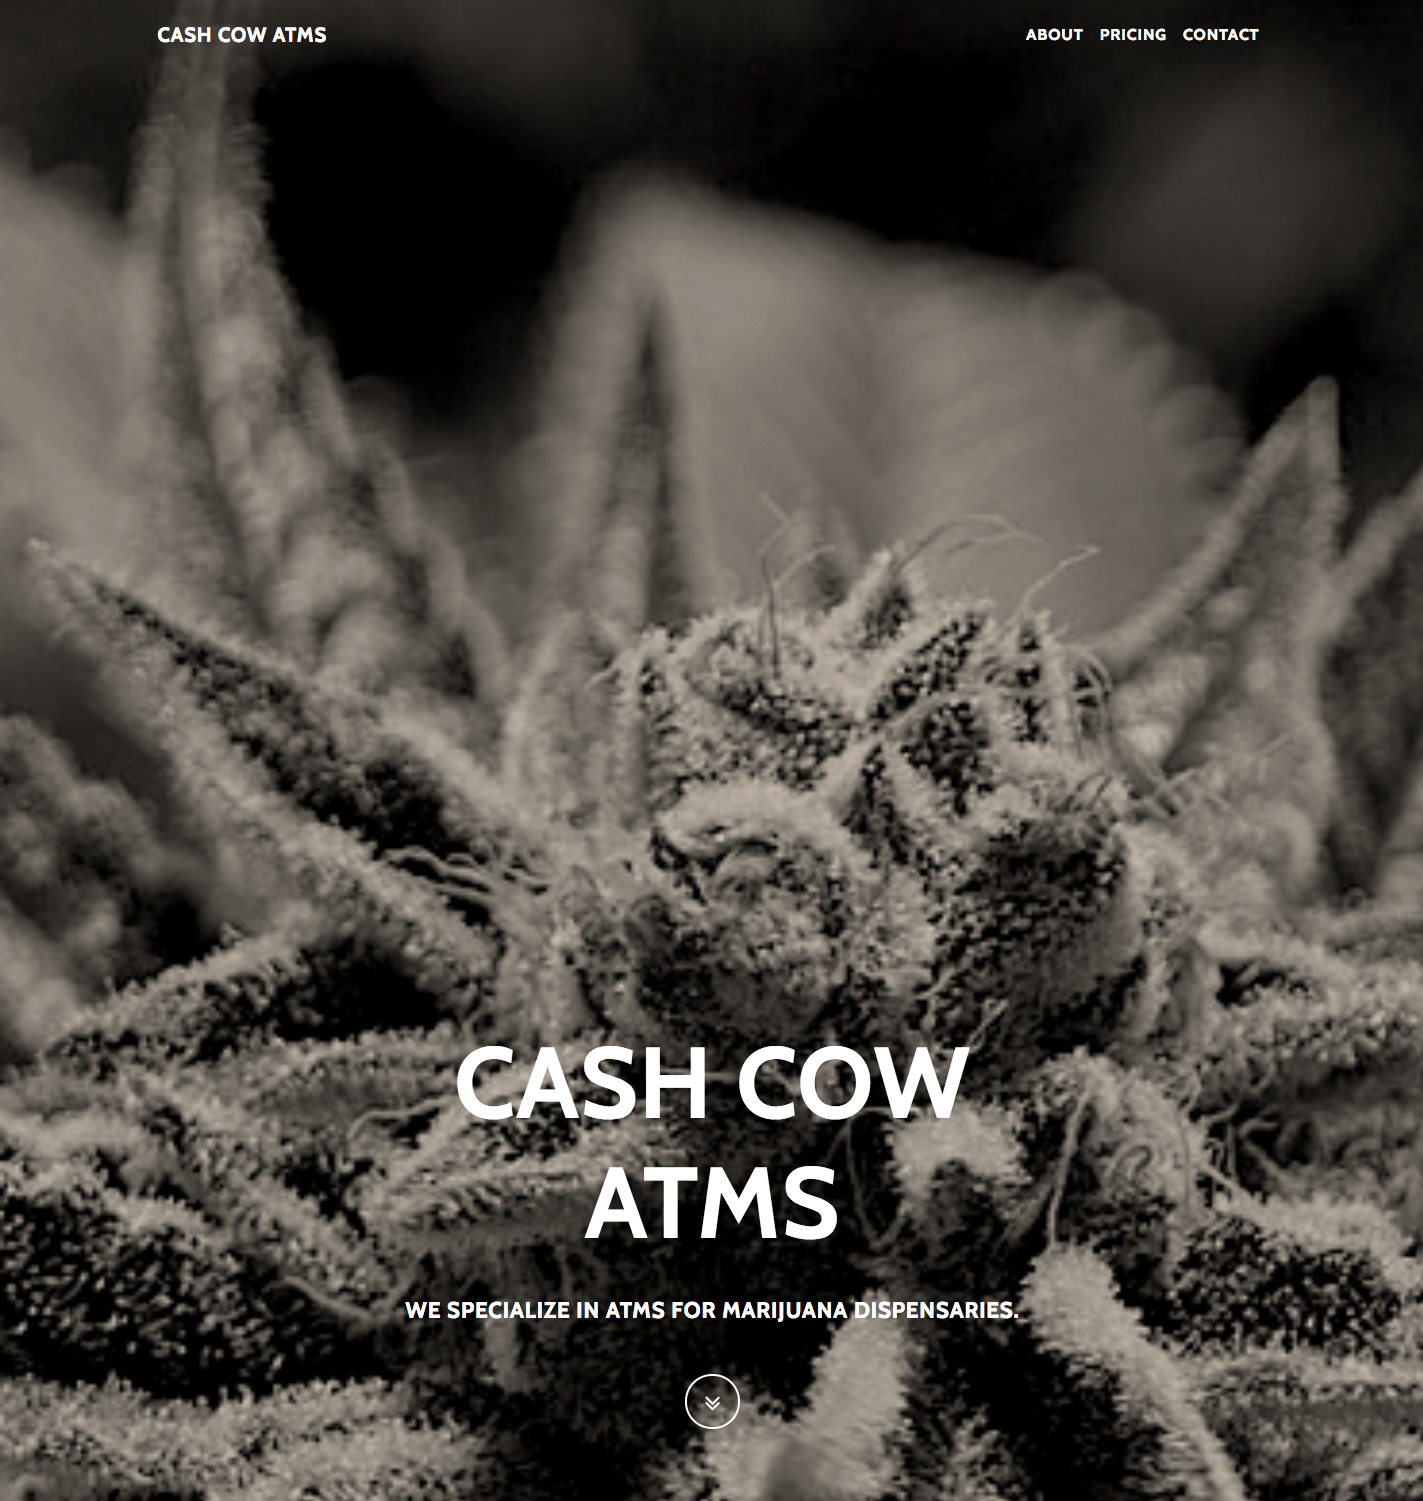 CASH COW ATMS
ABOUT PRICING CONTACT
CASH COW
ATMS
WE SPECIALIZE IN ATMS FOR MARIJUANA DISPENSARIES.